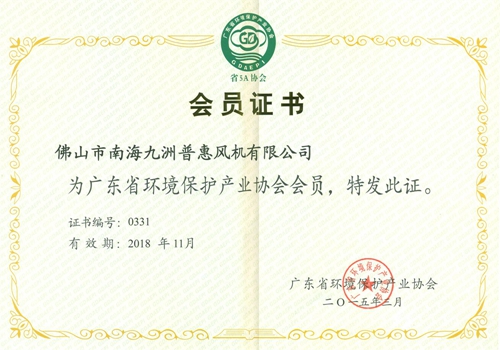 广东省环境保护产业协会
GDAEPI
省5A协会
会员证书
佛山市南海九洲普惠风机有限公司
为广东省环境保护产业协会会员，特发此证。
证书编号：0331
有效期：2018 年 11月
广东省环境保护产业协会
二〇一五年二月